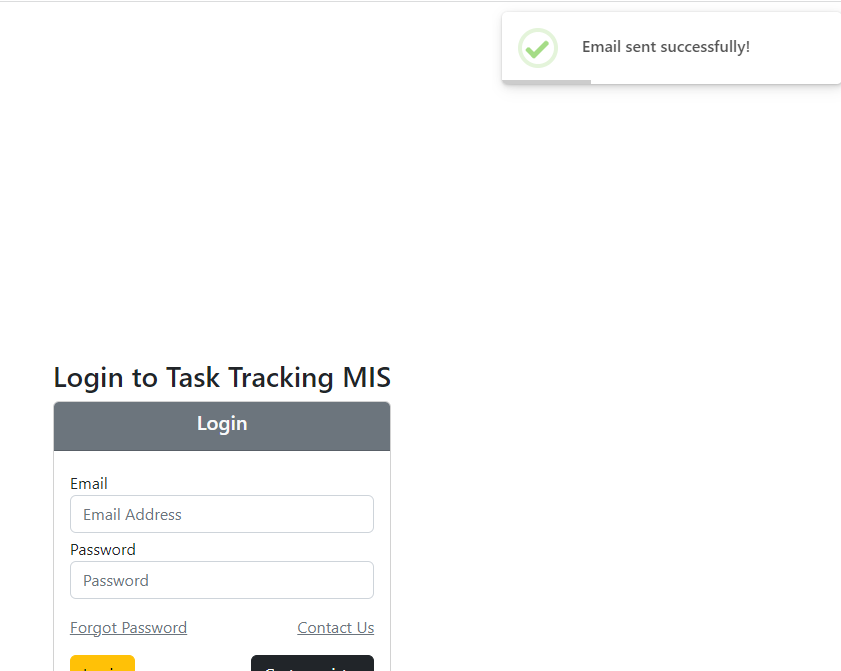 Email sent successfully!
Login to Task Tracking MIS
Login
Email
Email Address
Password
Password
Forgot Password Contact Us